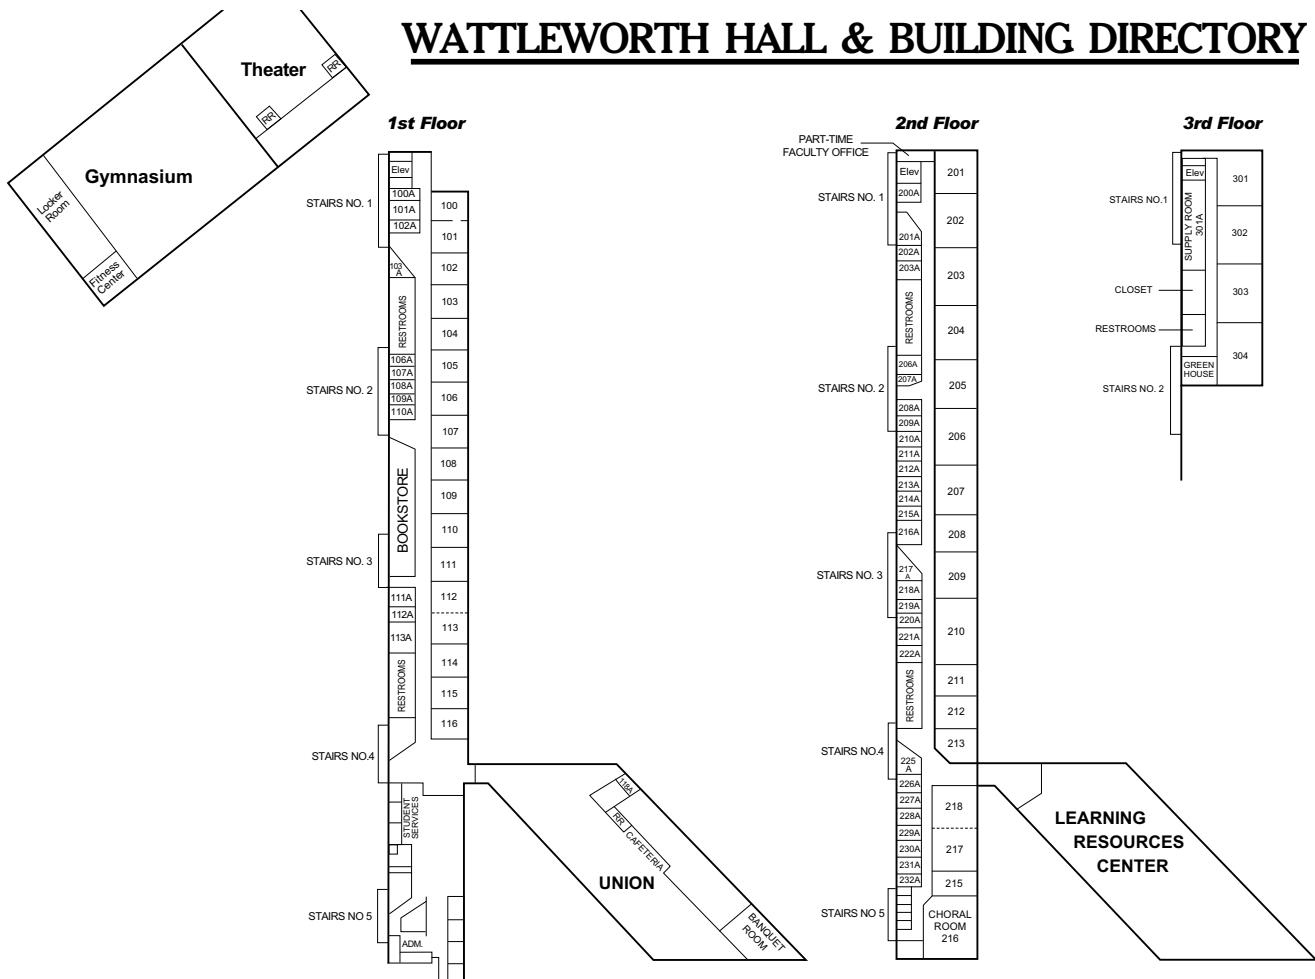 WATTLEWORTH HALL & BUILDING DIRECTORY
Theater
RR
RR
Gymnasium
Locker
Room
Fitness
Center
1st Floor
STAIRS NO. 1
Elev
100A
101A
102A
103
A
RESTROOMS
STAIRS NO. 2
106A
107A
108A
109A
110A
BOOKSTORE
STAIRS NO. 3
111A
112A
113A
RESTROOMS
STAIRS NO.4
STUDENT
SERVICES
STAIRS NO 5
ADM.
100
101
102
103
104
105
106
107
108
109
110
111
112
113
114
115
116
118A
RR
CAFETERIA
UNION
BANQUET
ROOM
2nd Floor
PART-TIME
FACULTY OFFICE
STAIRS NO. 1
Elev
200A
201A
202A
203A
RESTROOMS
STAIRS NO. 2
206A
207A
208A
209A
210A
211A
212A
213A
214A
215A
216A
STAIRS NO. 3
217
A
218A
219A
220A
221A
222A
RESTROOMS
STAIRS NO.4
225
A
226A
227A
228A
229A
230A
231A
232A
STAIRS NO 5
201
202
203
204
205
206
207
208
209
210
211
212
213
218
217
215
CHORAL
ROOM
216
LEARNING
RESOURCES
CENTER
3rd Floor
STAIRS NO.1
Elev
SUPPLY ROOM
301A
CLOSET
RESTROOMS
GREEN
HOUSE
STAIRS NO. 2
301
302
303
304